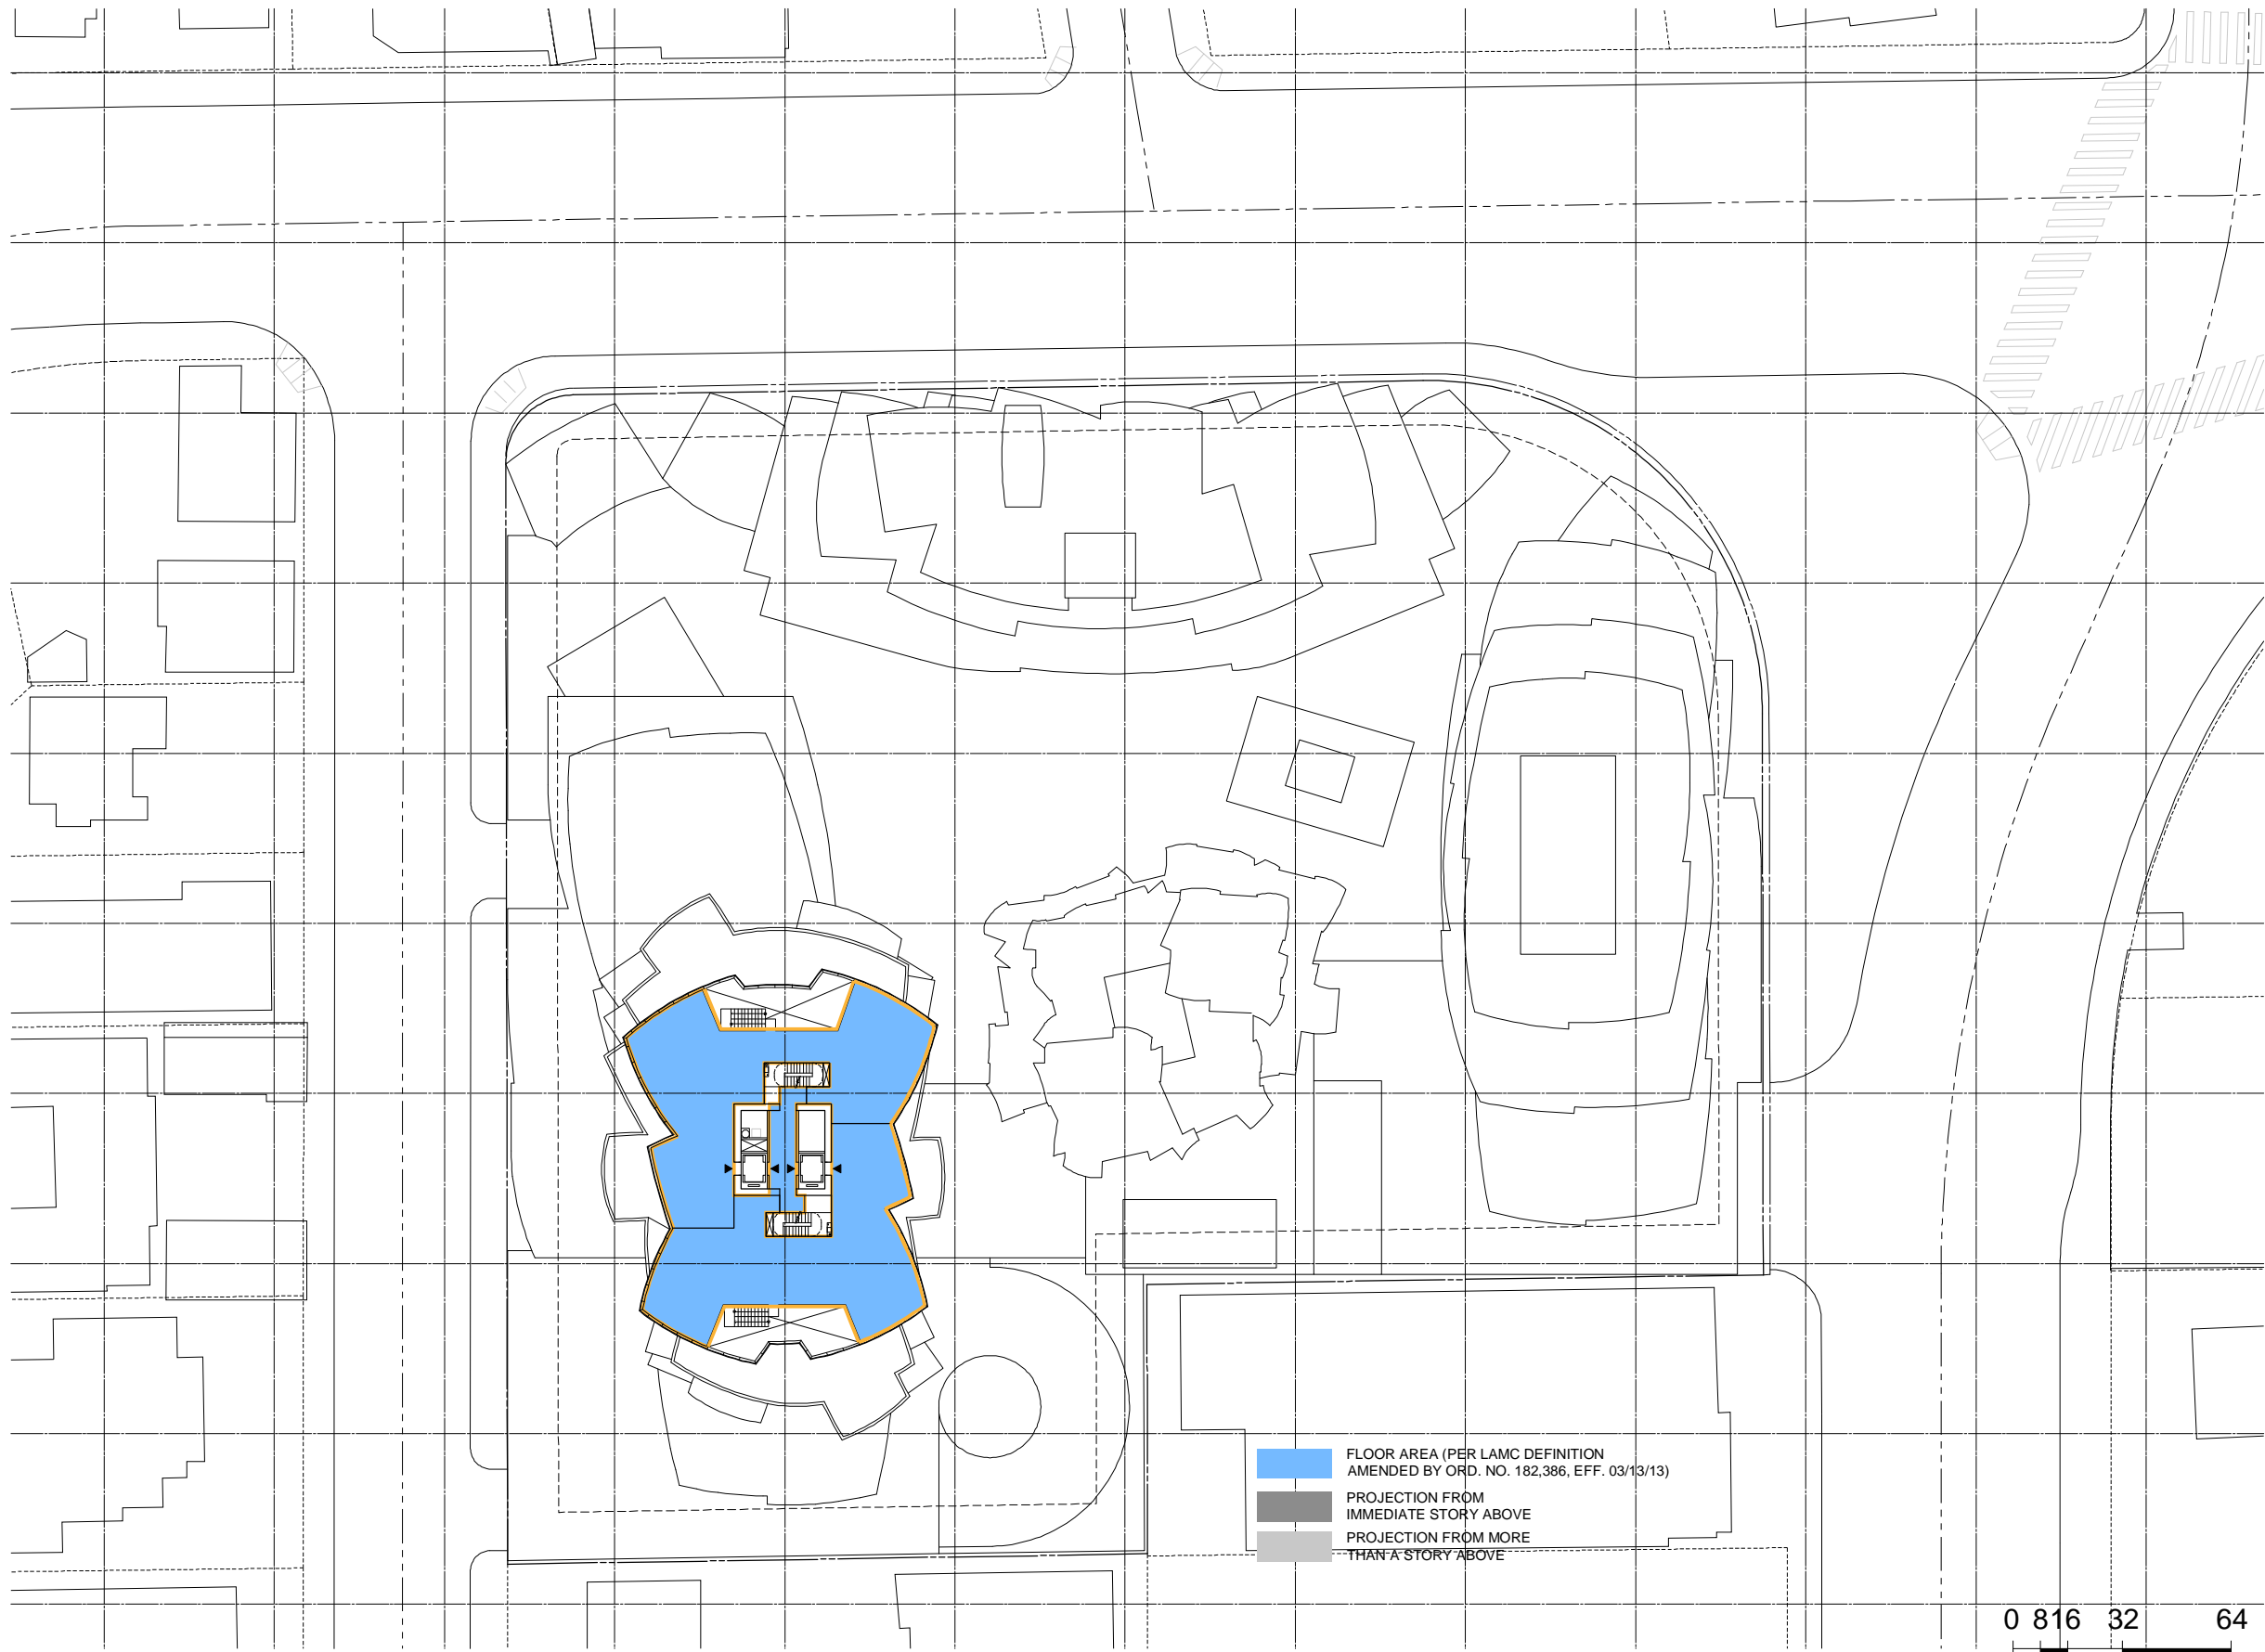 FLOOR AREA (PER LAMC DEFINITION
AMENDED BY ORD. NO. 182,386, EFF. 03/13/13)
PROJECTION FROM
IMMEDIATE STORY ABOVE
PROJECTION FROM MORE
THAN A STORY ABOVE
0 8 16 32 64